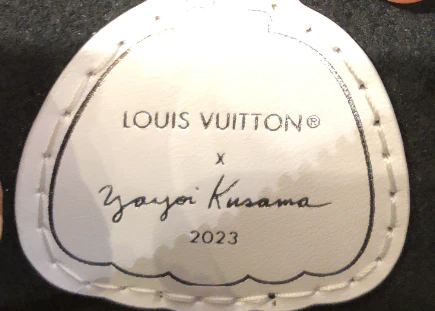 LOUIS VUITTON®
x
Yayoi Kusama
2023